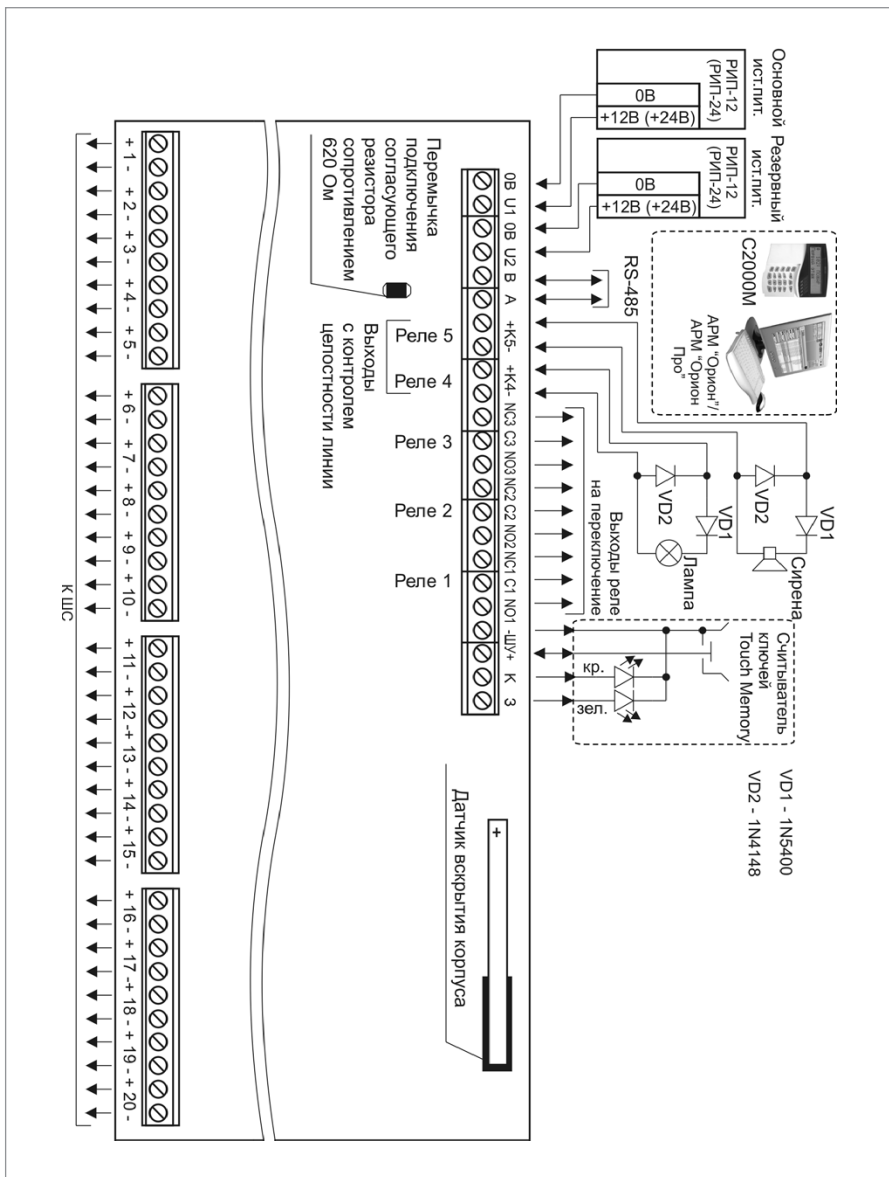 Основной
ист.пит.
РИП-12
(РИП-24)
0В
+12В (+24В)
Резервный
ист.пит.
РИП-12
(РИП-24)
0В
+12В (+24В)
С2000М
АРМ "Орион"/
АРМ "Орион
Про"
RS-485
VD1
VD2
Сирена
VD1
VD2
Лампа
Выходы реле
на переключение
Считыватель
ключей
Touch Memory
кр.
зел.
VD1 - 1N5400
VD2 - 1N4148
0В U1 0В U2 В А +К5- +К4- NC3 C3 NO3 NC2 C2 NO2 NC1 C1 NO1 -ШУ+ К З
Перемычка
подключения
согласующего
резистора
сопротивлением
620 Ом
Реле 5
Реле 4
Реле 3
Реле 2
Реле 1
Выходы
с контролем
целостности линии
Датчик вскрытия корпуса
+
+ 1 - + 2 - + 3 - + 4 - + 5 -
+ 6 - + 7 - + 8 - + 9 - + 10 -
+ 11 - + 12 - + 13 - + 14 - + 15 -
+ 16 - + 17 - + 18 - + 19 - + 20 -
К ШС